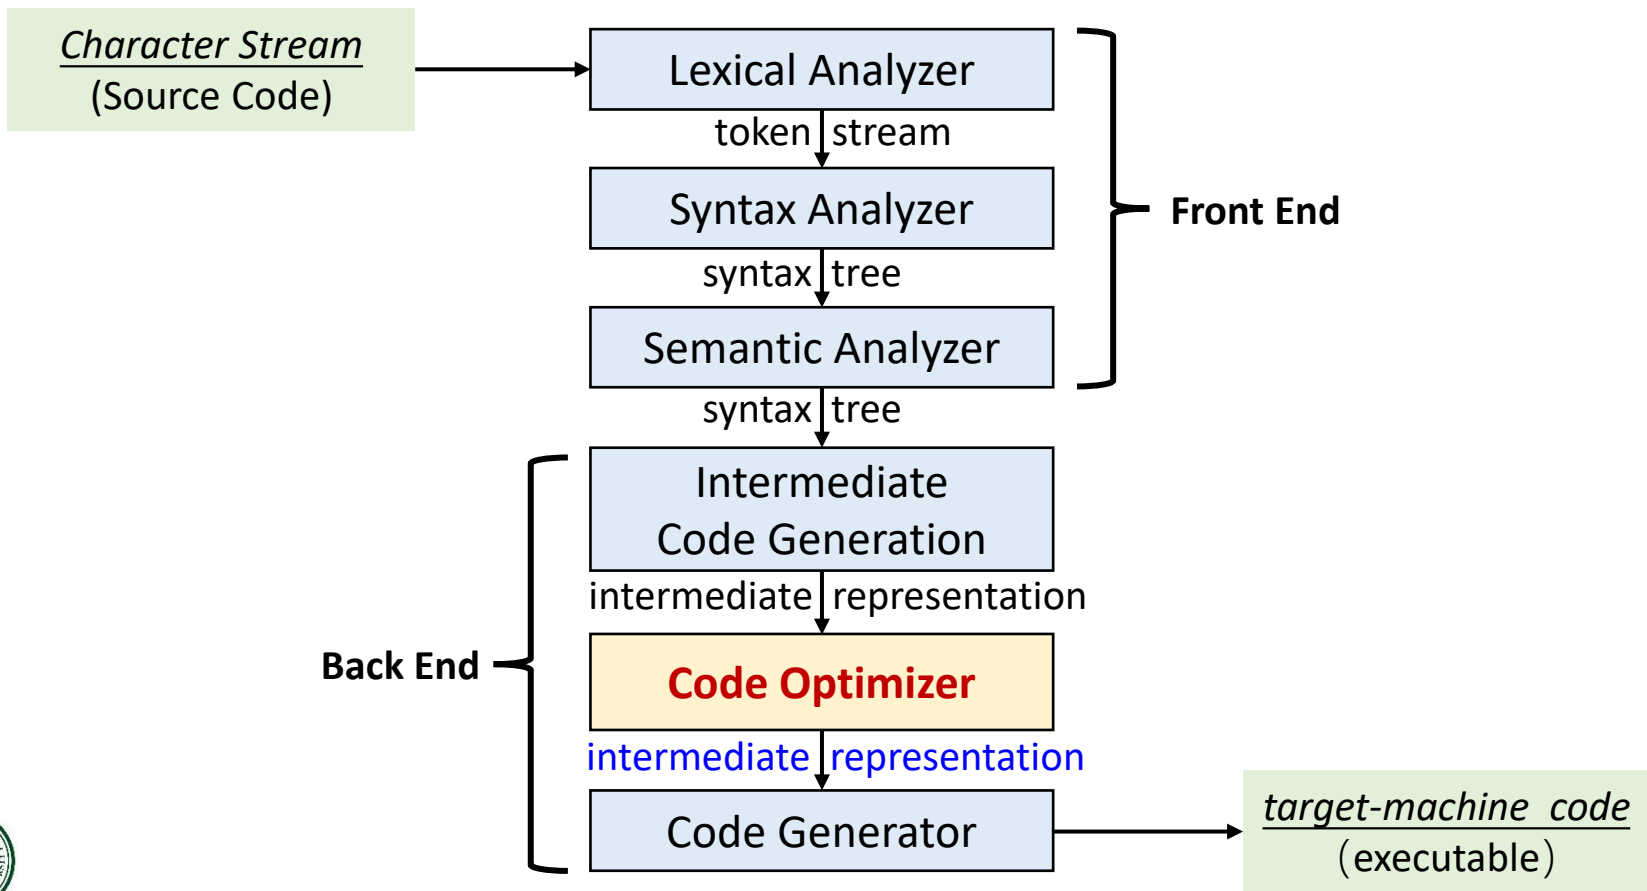 Character Stream
(Source Code)
Lexical Analyzer
token stream
Syntax Analyzer
Front End
syntax tree
Semantic Analyzer
syntax tree
Intermediate
Code Generation
intermediate representation
Back End
Code Optimizer
intermediate representation
Code Generator
target-machine code
（executable）